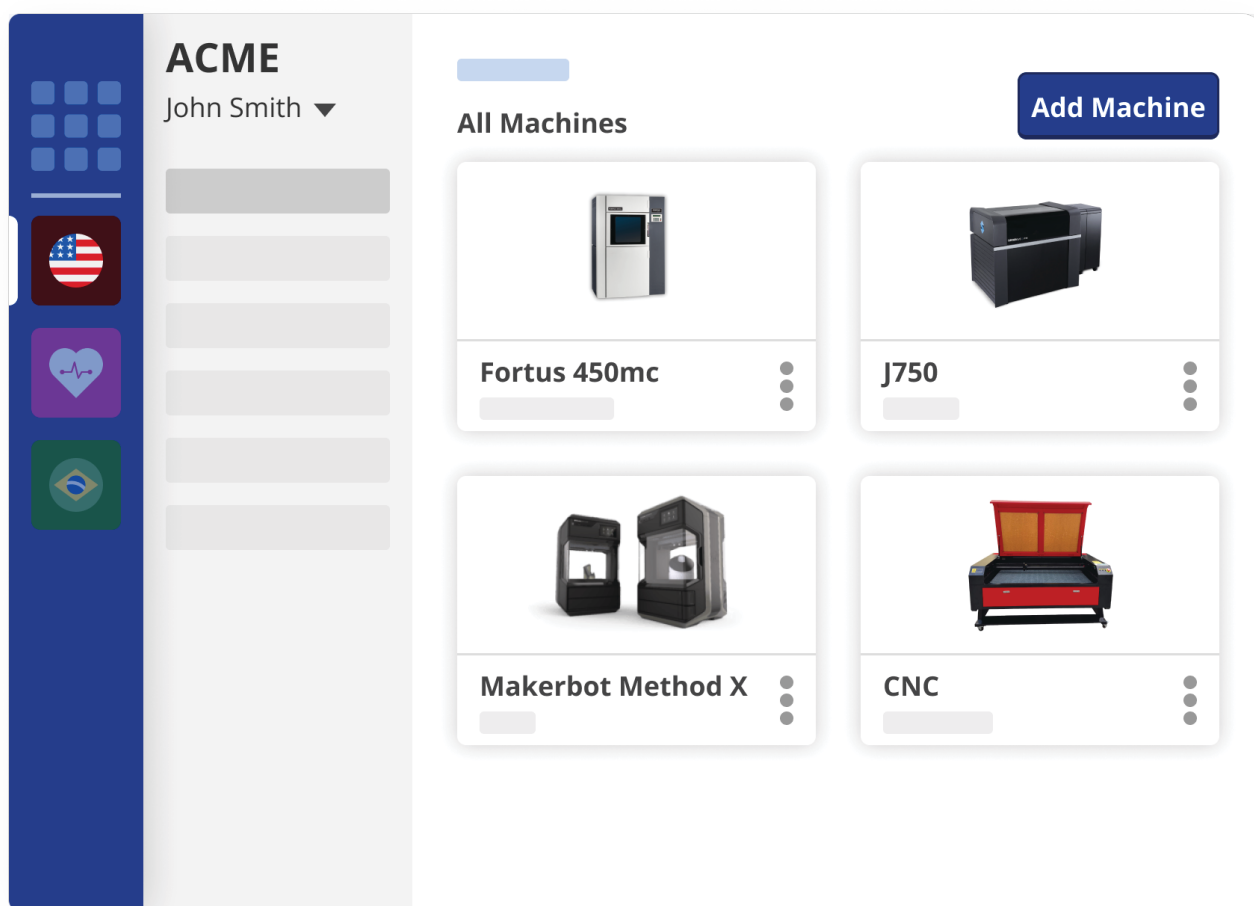 ACME
John Smith
All Machines
Add Machine
Fortus 450mc
J750
Makerbot Method X
CNC